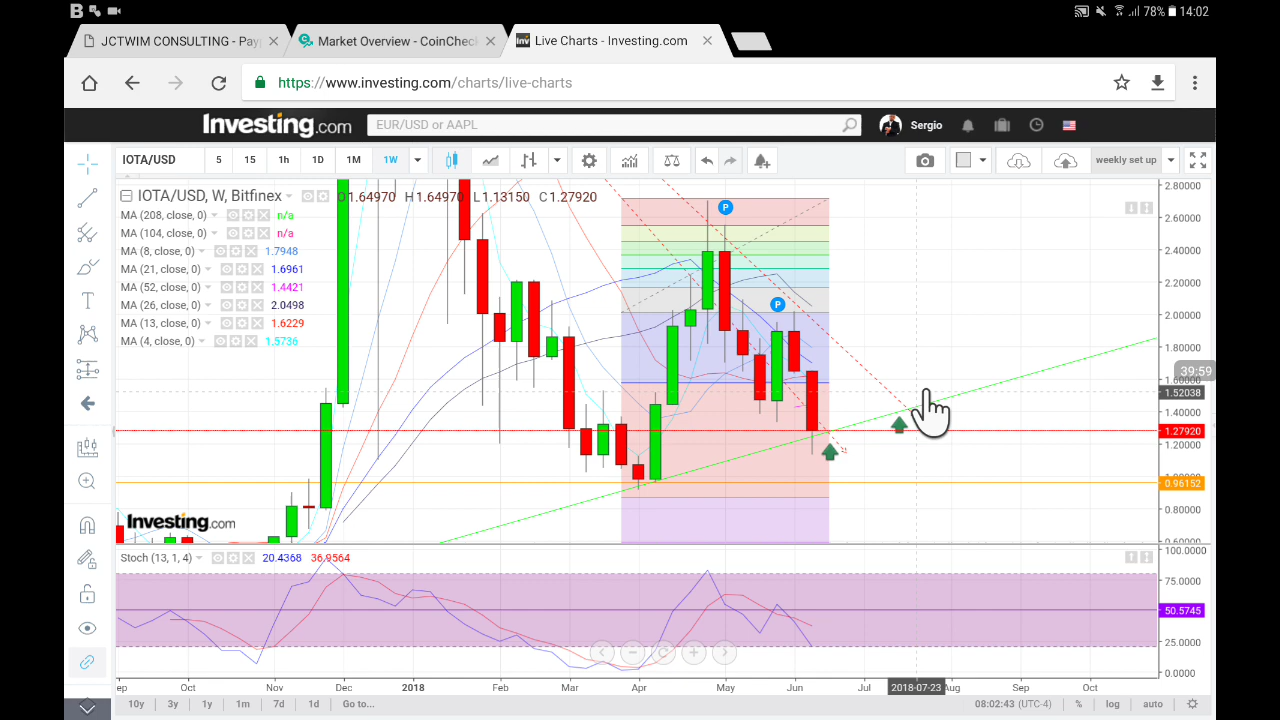 B 78% 14:02
JCTWIM CONSULTING - Payp
Market Overview - CoinCheck
Inv Live Charts - Investing.com
https://www.investing.com/charts/live-charts
Investing.com EUR/USD or AAPL Sergio
IOTA/USD 5 15 1h 1D 1M 1W weekly set up
IOTA/USD, W, Bitfinex O 1.64970 H 1.64970 L 1.13150 C 1.27920
MA (208, close, 0) n/a
MA (104, close, 0) n/a
MA (8, close, 0) 1.7948
MA (21, close, 0) 1.6961
MA (52, close, 0) 1.4421
MA (26, close, 0) 2.0498
MA (13, close, 0) 1.6229
MA (4, close, 0) 1.5736
P
P
2.80000
2.60000
2.40000
2.20000
2.00000
1.80000
39:59
1.60000
1.52038
1.40000
1.27920
1.20000
0.96152
0.80000
0.60000
Investing.com
Stoch (13, 1, 4) 20.4368 36.9564
100.0000
75.0000
50.5745
25.0000
0.0000
ep Oct Nov Dec 2018 Feb Mar Apr May Jun Jul 2018-07-23 Aug Sep Oct
10y 3y 1y 1m 7d 1d Go to... 08:02:43 (UTC-4) % log auto